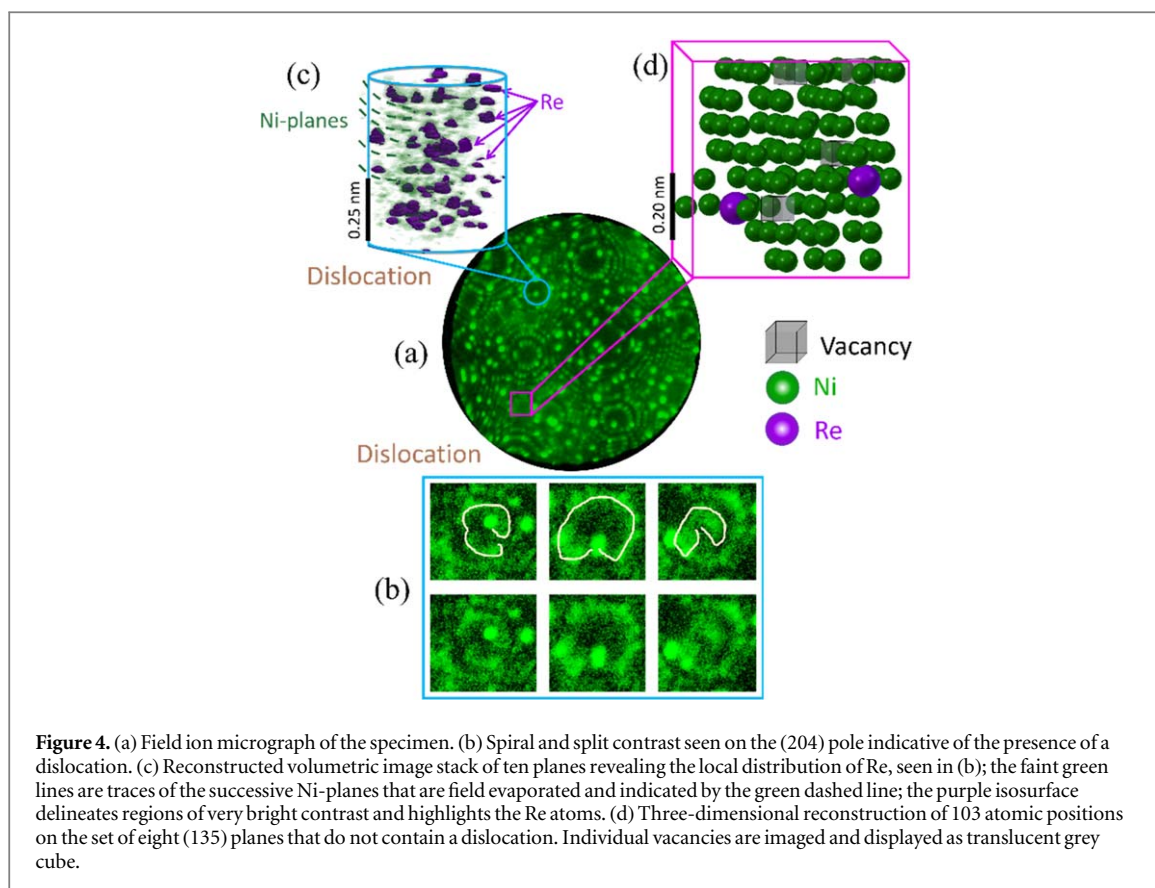 (c)
(d)
Re
Ni-planes
0.25 nm
0.20 nm
Dislocation
(a)
Vacancy
Ni
Re
Dislocation
(b)
Figure 4. (a) Field ion micrograph of the specimen. (b) Spiral and split contrast seen on the (204) pole indicative of the presence of a
dislocation. (c) Reconstructed volumetric image stack of ten planes revealing the local distribution of Re, seen in (b); the faint green
lines are traces of the successive Ni-planes that are field evaporated and indicated by the green dashed line; the purple isosurface
delineates regions of very bright contrast and highlights the Re atoms. (d) Three-dimensional reconstruction of 103 atomic positions
on the set of eight (135) planes that do not contain a dislocation. Individual vacancies are imaged and displayed as translucent grey
cube.